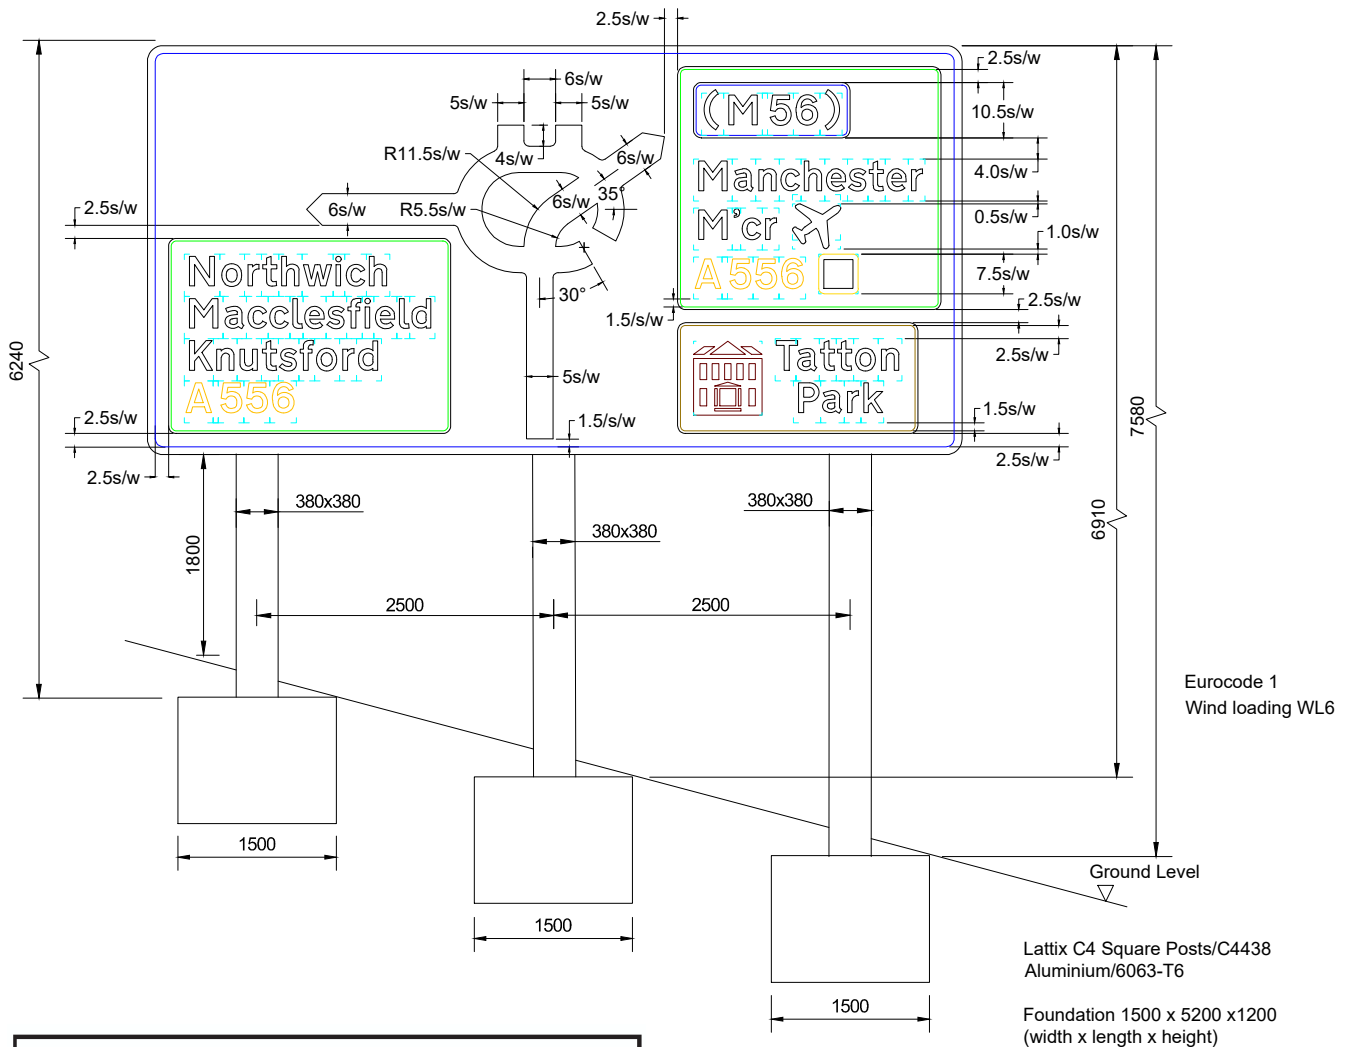 2.5s/w
6s/w
5s/w
5s/w
4s/w
R11.5s/w
6s/w
35°
6s/w
R5.5s/w
6s/w
30°
5s/w
1.5/s/w
2.5s/w
(M 56)
Manchester
M'cr
A 556
2.5s/w
10.5s/w
4.0s/w
0.5s/w
1.0s/w
7.5s/w
2.5s/w
1.5/s/w
2.5s/w
Tatton
Park
1.5s/w
2.5s/w
Northwich
Macclesfield
Knutsford
A 556
2.5s/w
2.5s/w
6240
1800
380x380
380x380
380x380
2500
2500
6910
7580
1500
1500
1500
Eurocode 1
Wind loading WL6
Ground Level
Lattix C4 Square Posts/C4438
Aluminium/6063-T6
Foundation 1500 x 5200 x1200
(width x length x height)